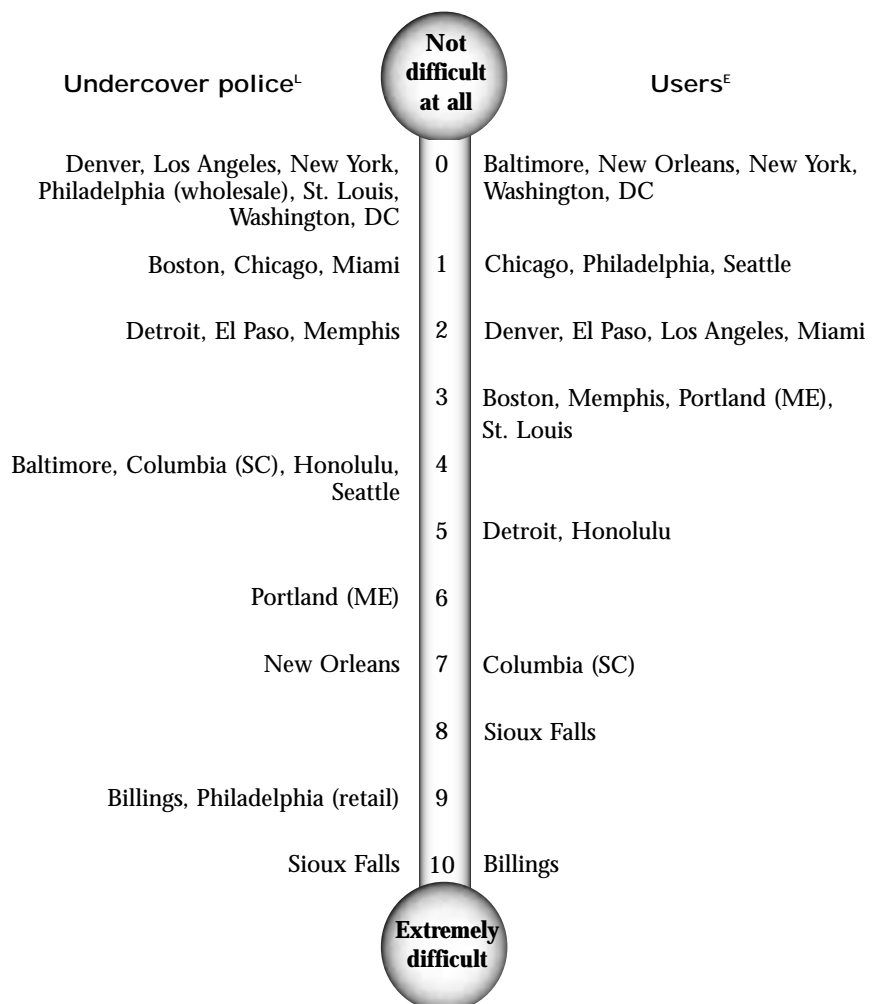 Not
difficult
at all
Undercover police^L
Users^E
Denver, Los Angeles, New York,
Philadelphia (wholesale), St. Louis,
Washington, DC
0
Baltimore, New Orleans, New York,
Washington, DC
Boston, Chicago, Miami
1
Chicago, Philadelphia, Seattle
Detroit, El Paso, Memphis
2
Denver, El Paso, Los Angeles, Miami
3
Boston, Memphis, Portland (ME),
St. Louis
Baltimore, Columbia (SC), Honolulu,
Seattle
4
5
Detroit, Honolulu
Portland (ME)
6
New Orleans
7
Columbia (SC)
8
Sioux Falls
Billings, Philadelphia (retail)
9
Sioux Falls
10
Billings
Extremely
difficult